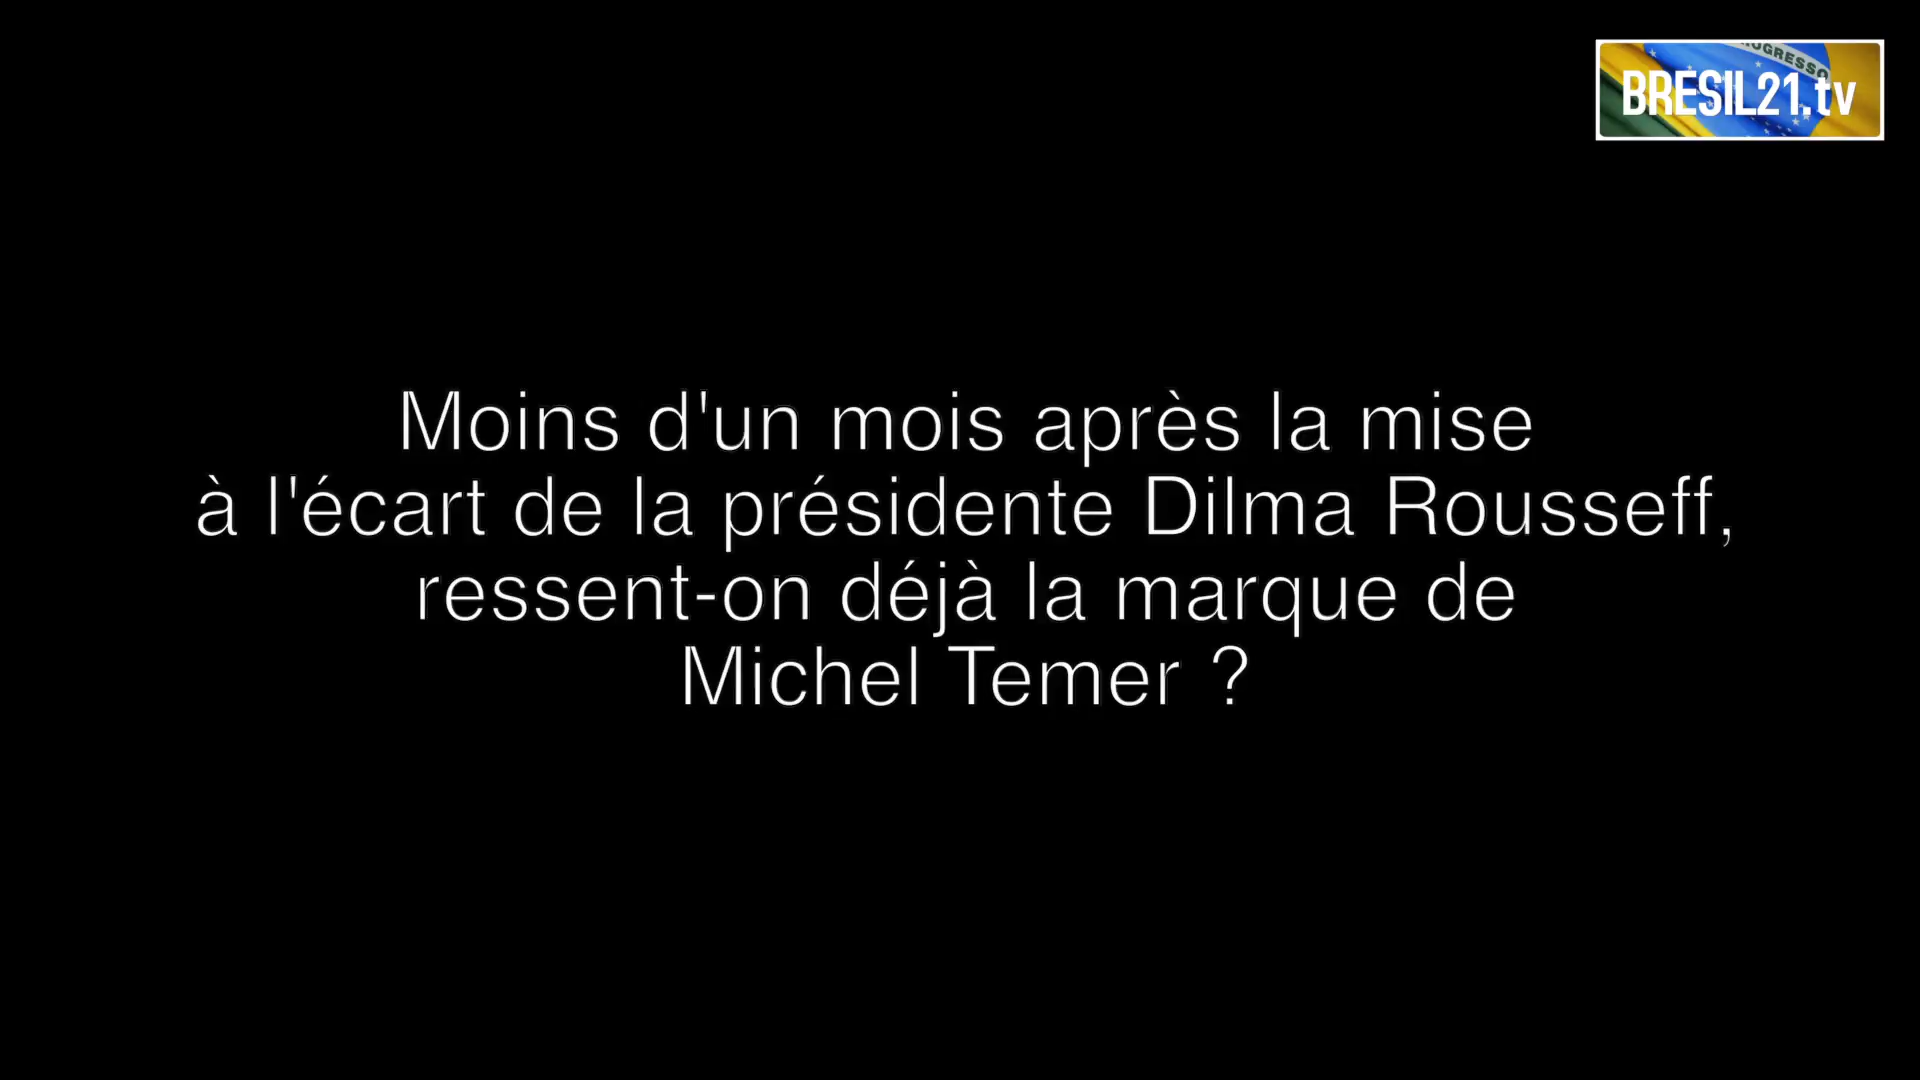 OGRESSO
BRESIL21.tv
Moins d'un mois après la mise
à l'écart de la présidente Dilma Rousseff,
ressent-on déjà la marque de
Michel Temer ?